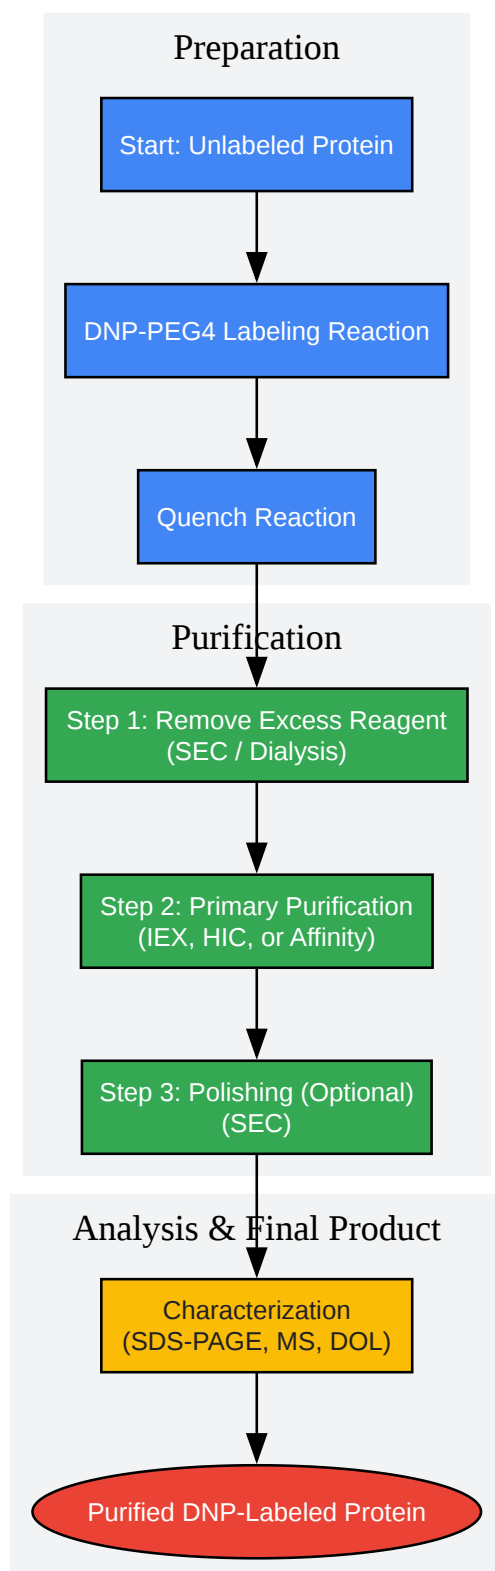 Preparation
Start: Unlabeled Protein
DNP-PEG4 Labeling Reaction
Quench Reaction
Purification
Step 1: Remove Excess Reagent
(SEC / Dialysis)
Step 2: Primary Purification
(IEX, HIC, or Affinity)
Step 3: Polishing (Optional)
(SEC)
Analysis & Final Product
Characterization
(SDS-PAGE, MS, DOL)
Purified DNP-Labeled Protein